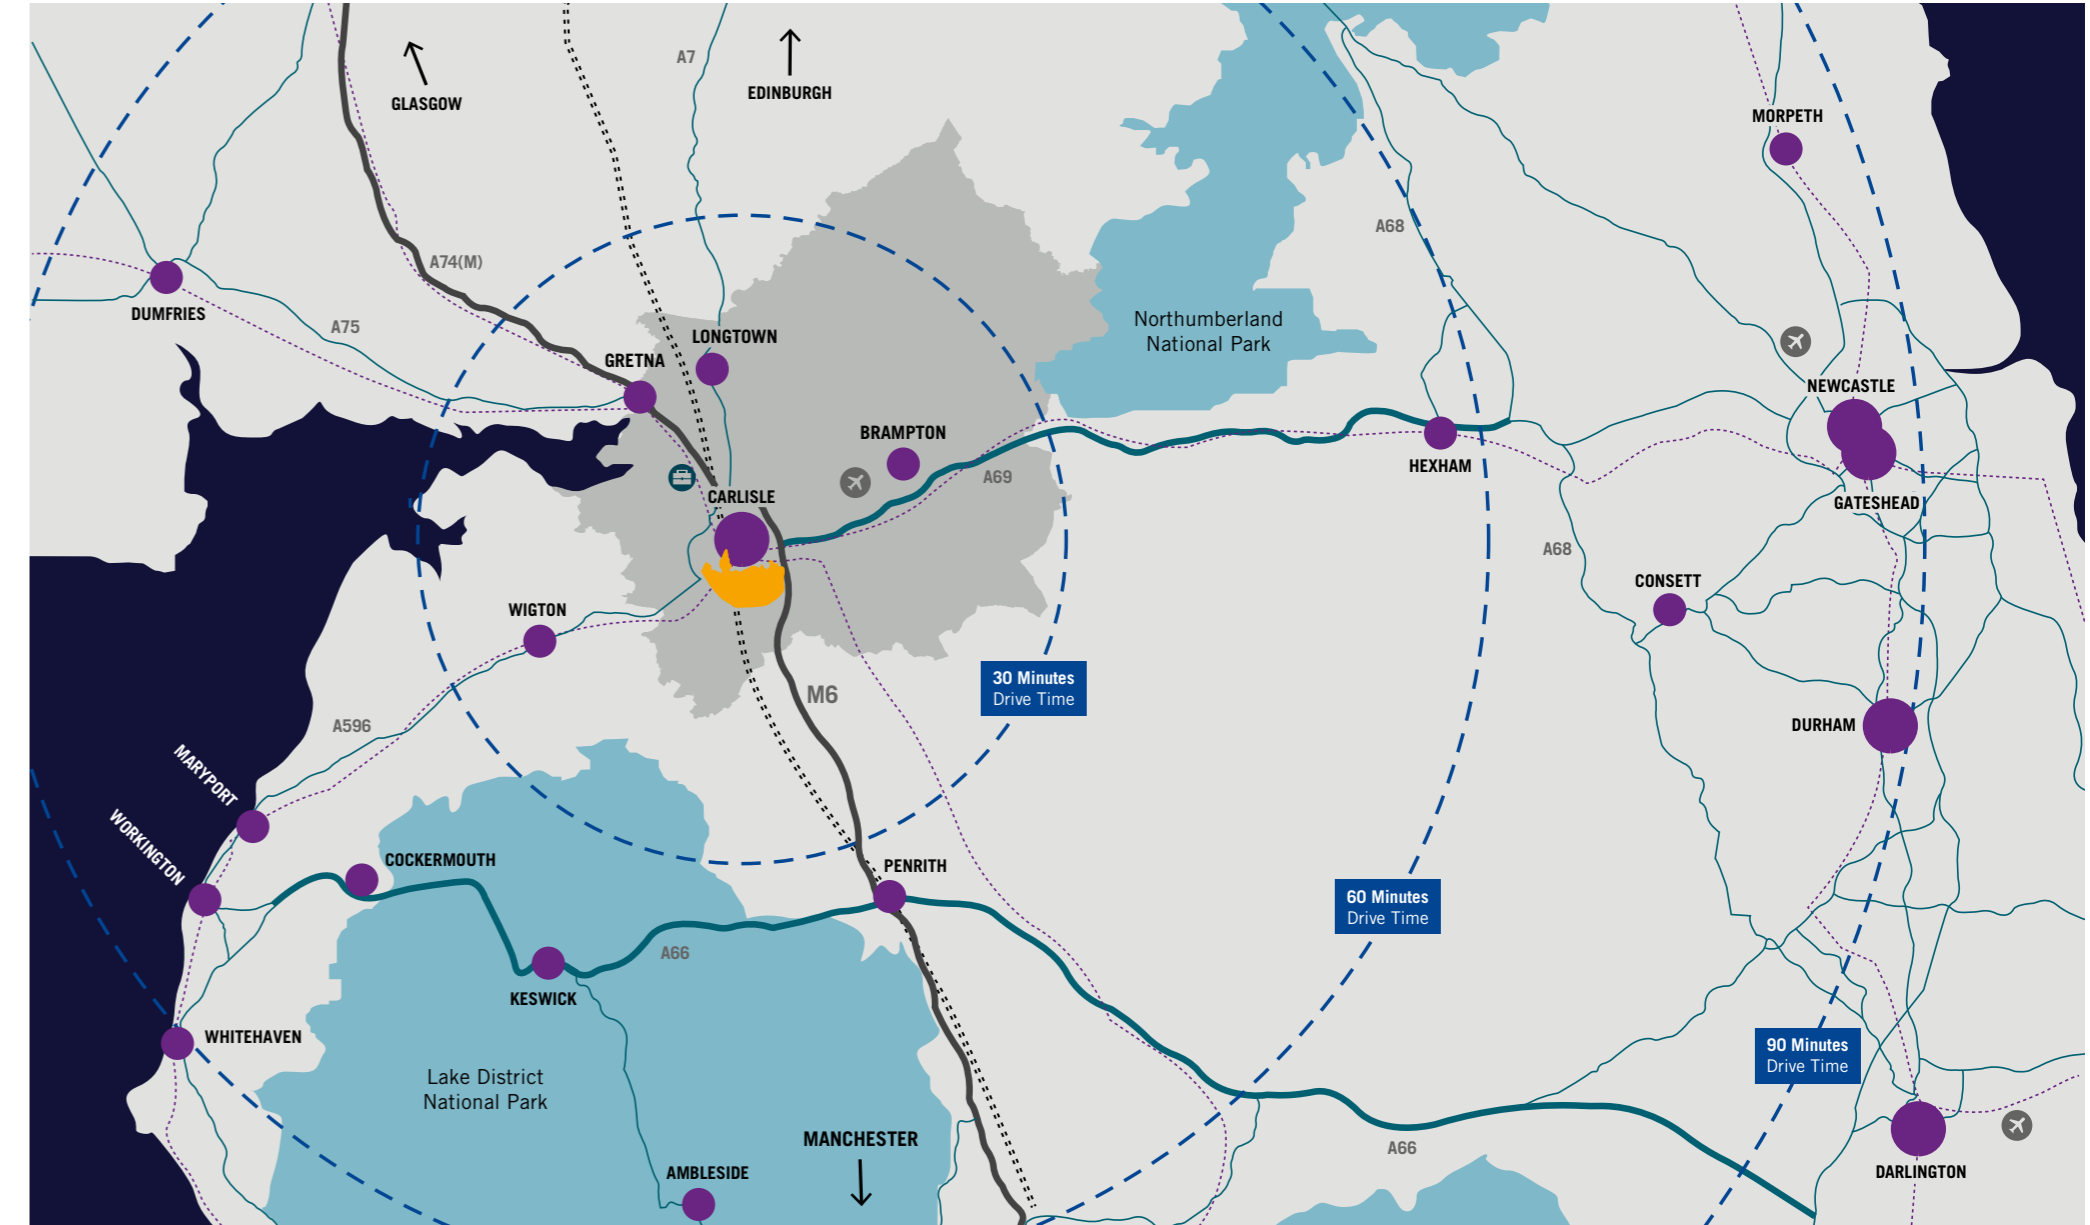 A7
GLASGOW
EDINBURGH
MORPETH
A68
A74(M)
DUMFRIES
A75
Northumberland
National Park
LONGTOWN
GRETNA
NEWCASTLE
BRAMPTON
HEXHAM
A69
CARLISLE
GATESHEAD
A68
CONSETT
WIGTON
30 Minutes
Drive Time
M6
A596
DURHAM
MARYPORT
WORKINGTON
COCKERMOUTH
PENRITH
60 Minutes
Drive Time
A66
KESWICK
WHITEHAVEN
90 Minutes
Drive Time
Lake District
National Park
MANCHESTER
A66
AMBLESIDE
DARLINGTON